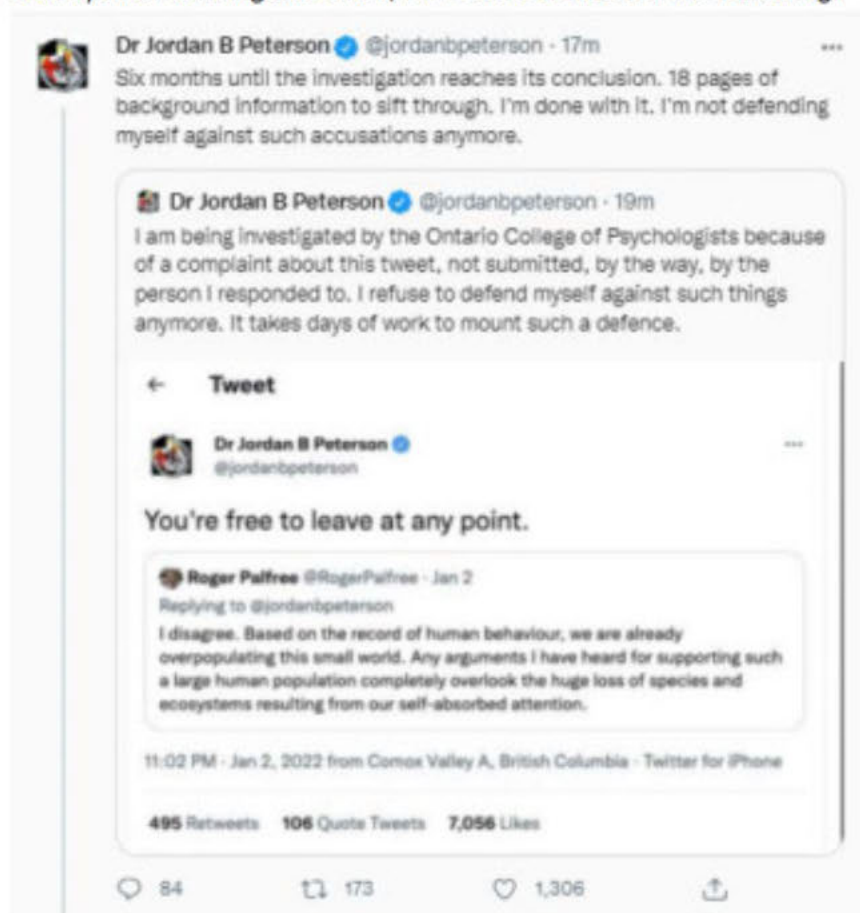 Dr Jordan B Peterson @jordanbpeterson · 17m
Six months until the investigation reaches its conclusion. 18 pages of
background information to sift through. I'm done with it. I'm not defending
myself against such accusations anymore.
Dr Jordan B Peterson @jordanbpeterson · 19m
I am being investigated by the Ontario College of Psychologists because
of a complaint about this tweet, not submitted, by the way, by the
person I responded to. I refuse to defend myself against such things
anymore. It takes days of work to mount such a defence.
Tweet
Dr Jordan B Peterson
@jordanbpeterson
You're free to leave at any point.
Roger Palfree @RogerPalfree · Jan 2
Replying to @jordanbpeterson
I disagree. Based on the record of human behaviour, we are already
overpopulating this small world. Any arguments I have heard for supporting such
a large human population completely overlook the huge loss of species and
ecosystems resulting from our self-absorbed attention.
11:02 PM · Jan 2, 2022 from Comox Valley A, British Columbia · Twitter for iPhone
495 Retweets 106 Quote Tweets 7,056 Likes
84 173 1,306